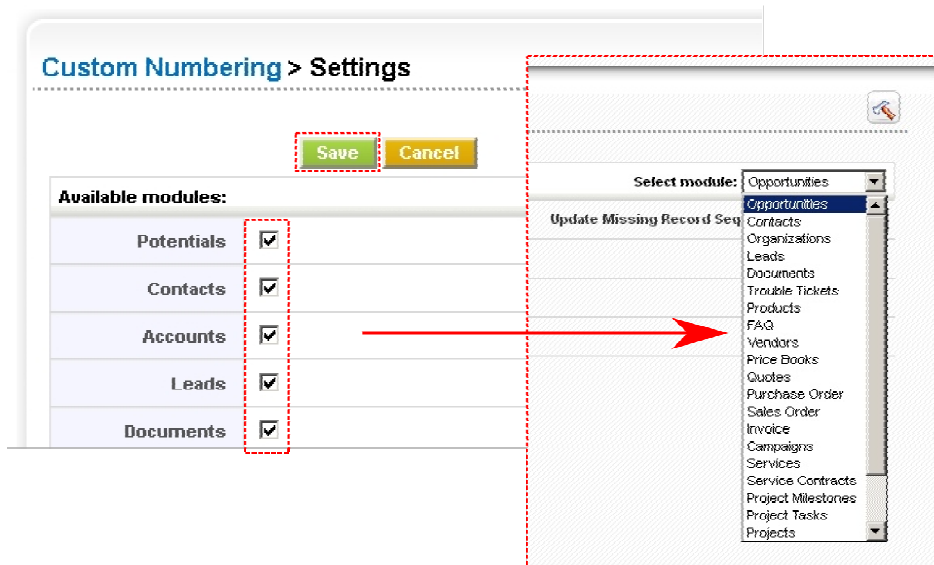 Custom Numbering > Settings
Save
Cancel
Available modules:
Potentials
Contacts
Accounts
Leads
Documents
Select module: Opportunities
Update Missing Record Seq
Opportunities
Contacts
Organizations
Leads
Documents
Trouble Tickets
Products
FAQ
Vendors
Price Books
Quotes
Purchase Order
Sales Order
Invoice
Campaigns
Services
Service Contracts
Project Milestones
Project Tasks
Projects